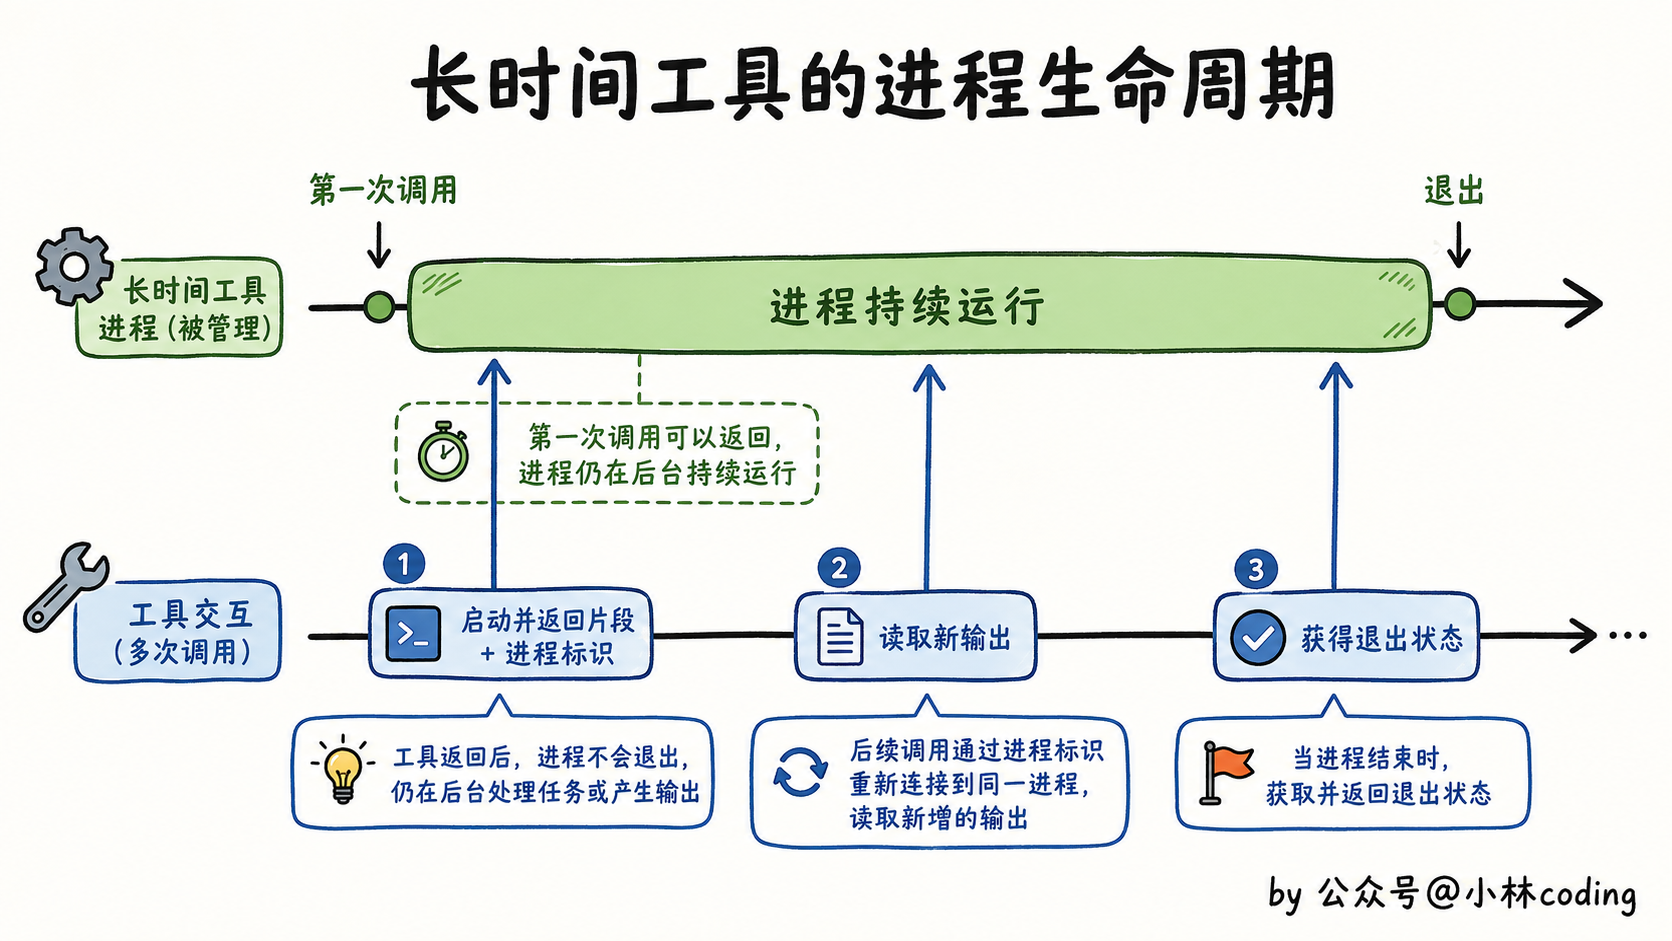 长时间工具的进程生命周期
第一次调用
退出
长时间工具
进程(被管理)
进程持续运行
第一次调用可以返回，
进程仍在后台持续运行
工具交互
(多次调用)
1
>_
启动并返回片段
+ 进程标识
2
读取新输出
3
获得退出状态
...
工具返回后，进程不会退出，
仍在后台处理任务或产生输出
后续调用通过进程标识
重新连接到同一进程，
读取新增的输出
当进程结束时，
获取并返回退出状态
by 公众号@小林coding